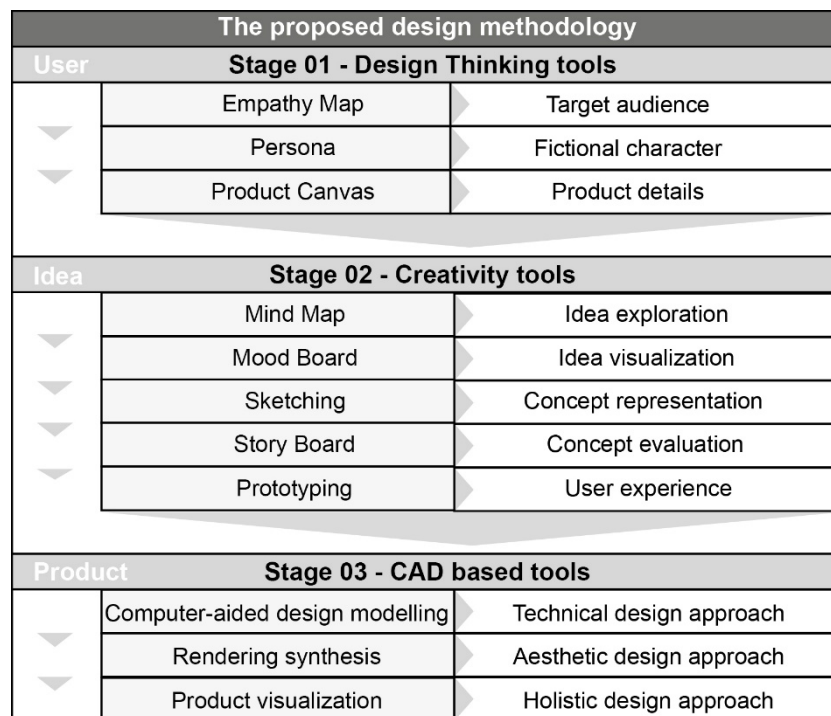 The proposed design methodology
User Stage 01 - Design Thinking tools
Empathy Map Target audience
Persona Fictional character
Product Canvas Product details
Idea Stage 02 - Creativity tools
Mind Map Idea exploration
Mood Board Idea visualization
Sketching Concept representation
Story Board Concept evaluation
Prototyping User experience
Product Stage 03 - CAD based tools
Computer-aided design modelling Technical design approach
Rendering synthesis Aesthetic design approach
Product visualization Holistic design approach